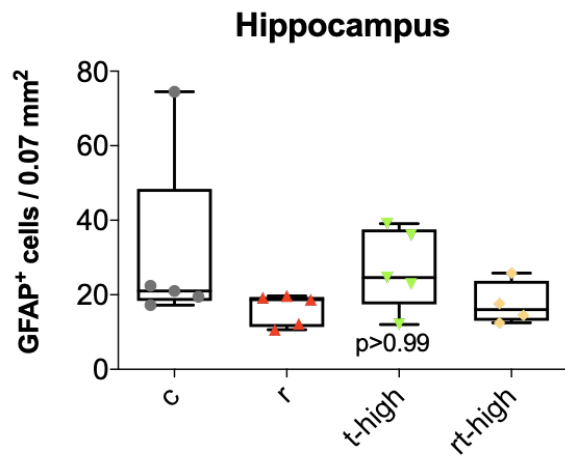 Hippocampus
GFAP⁺ cells / 0.07 mm²
80
60
40
20
0
p>0.99
c
r
t-high
rt-high